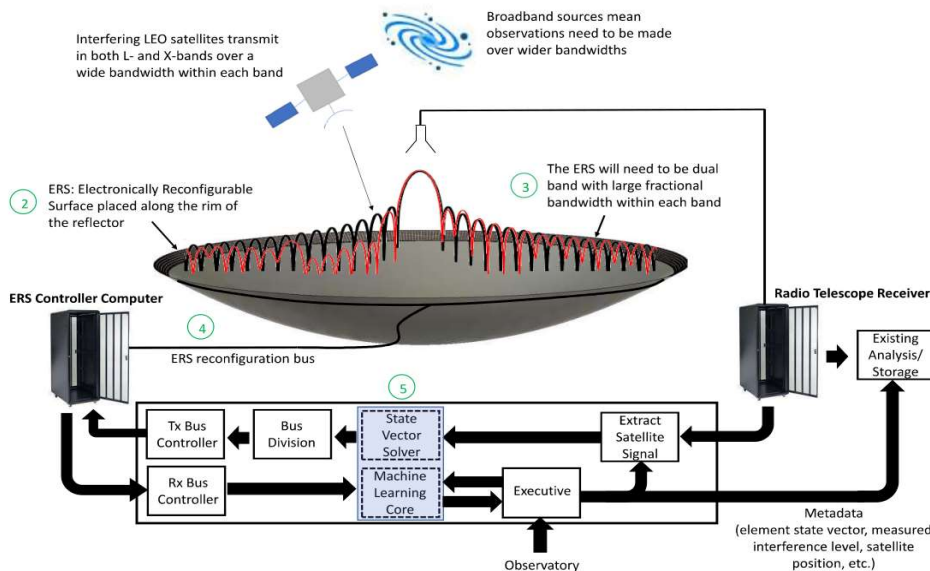 Interfering LEO satellites transmit
in both L- and X-bands over a
wide bandwidth within each band
Broadband sources mean
observations need to be made
over wider bandwidths
2
ERS: Electronically Reconfigurable
Surface placed along the rim of
the reflector
3
The ERS will need to be dual
band with large fractional
bandwidth within each band
ERS Controller Computer
4
ERS reconfiguration bus
Radio Telescope Receiver
Existing
Analysis/
Storage
5
Tx Bus
Controller
Bus
Division
State
Vector
Solver
Extract
Satellite
Signal
Rx Bus
Controller
Machine
Learning
Core
Executive
Observatory
Metadata
(element state vector, measured
interference level, satellite
position, etc.)